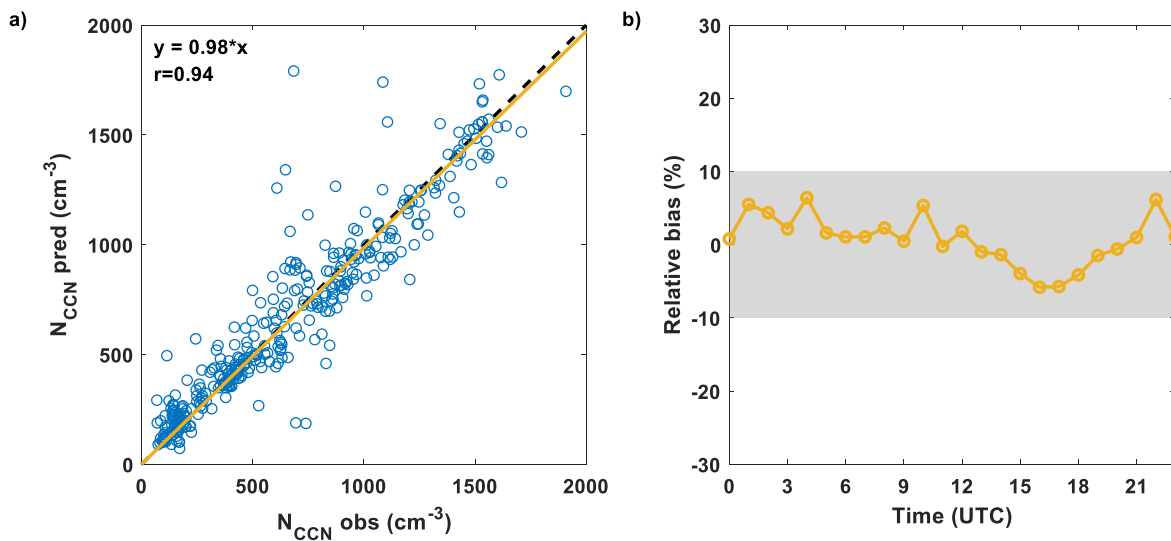 a)
y = 0.98*x
r=0.94
2000
1500
1000
500
0
0 500 1000 1500 2000
N_CCN pred (cm^-3)
N_CCN obs (cm^-3)
b)
30
20
10
0
-10
-20
-30
0 3 6 9 12 15 18 21
Relative bias (%)
Time (UTC)